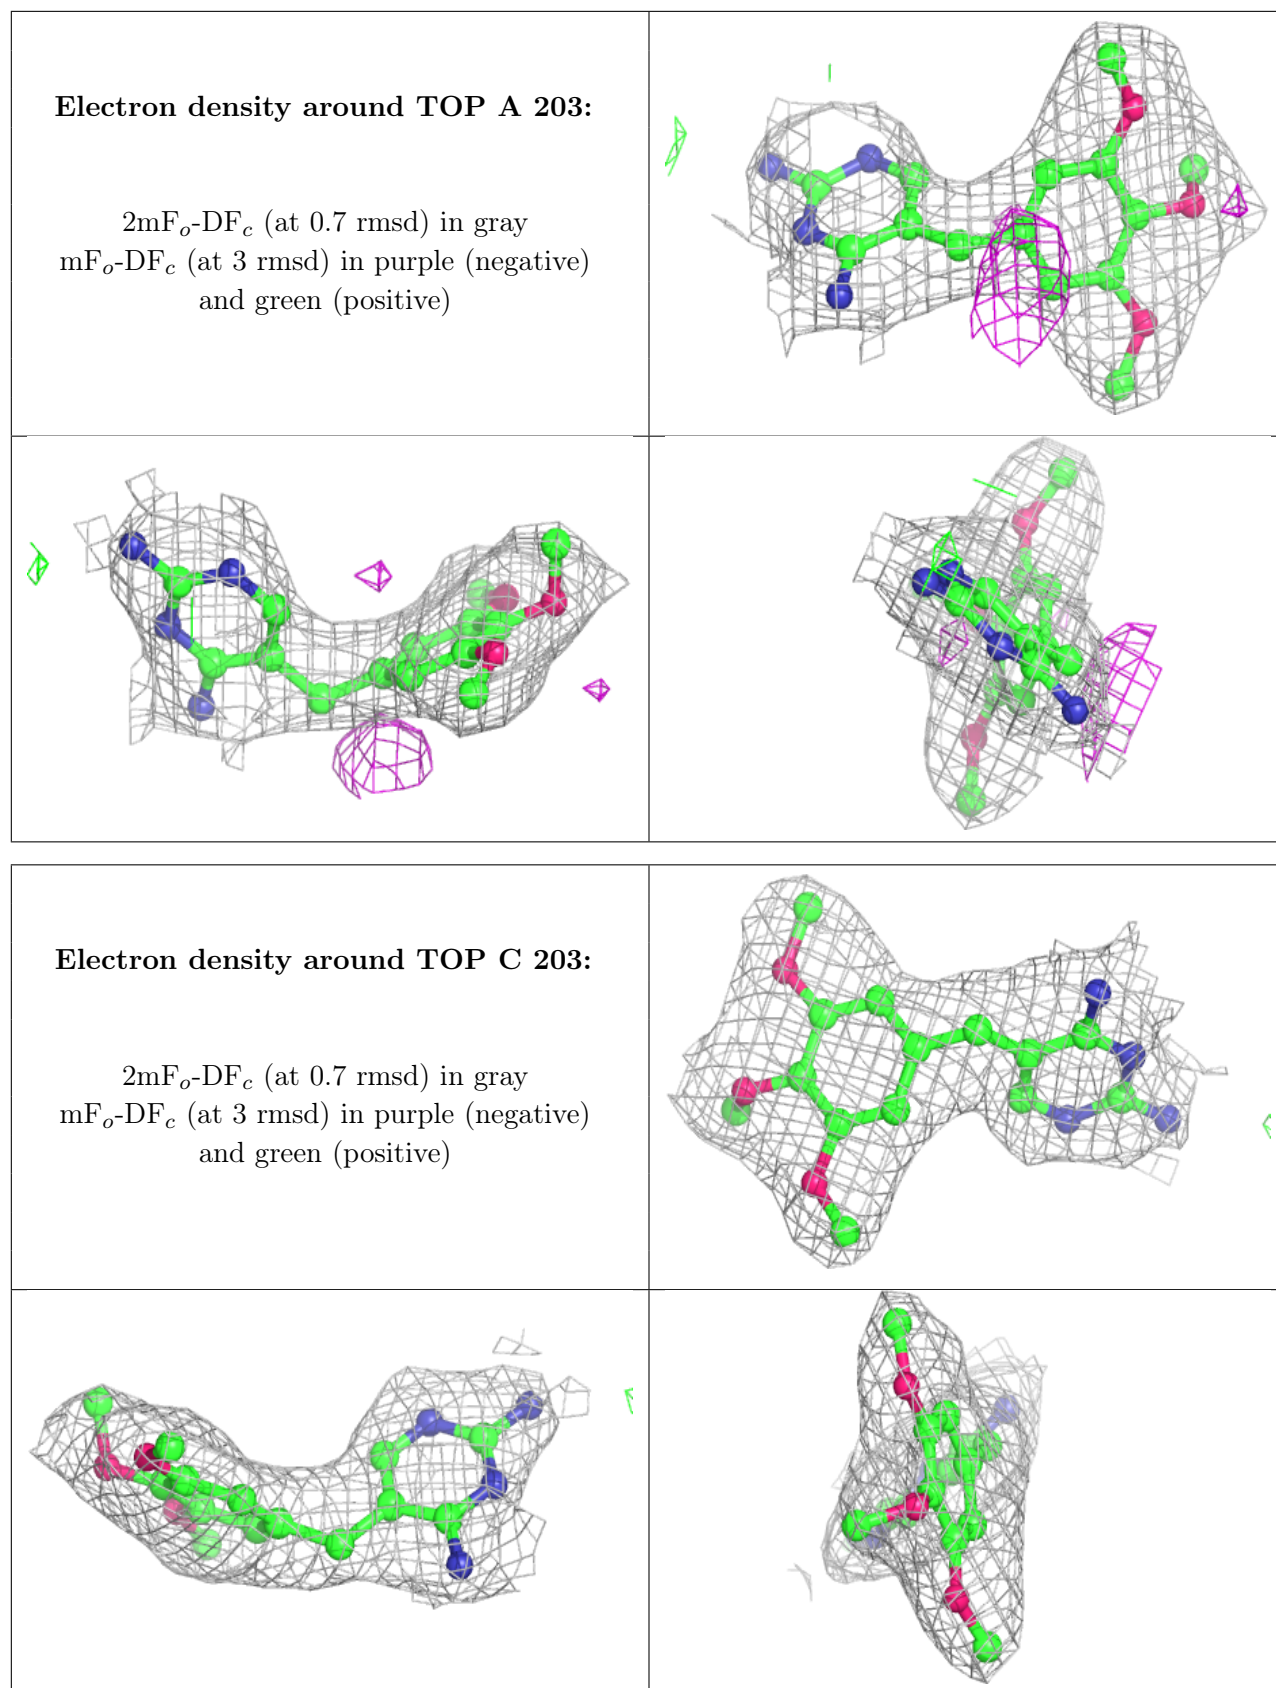 Electron density around TOP A 203:
2mFo-DFc (at 0.7 rmsd) in gray
mFo-DFc (at 3 rmsd) in purple (negative)
and green (positive)
Electron density around TOP C 203:
2mFo-DFc (at 0.7 rmsd) in gray
mFo-DFc (at 3 rmsd) in purple (negative)
and green (positive)